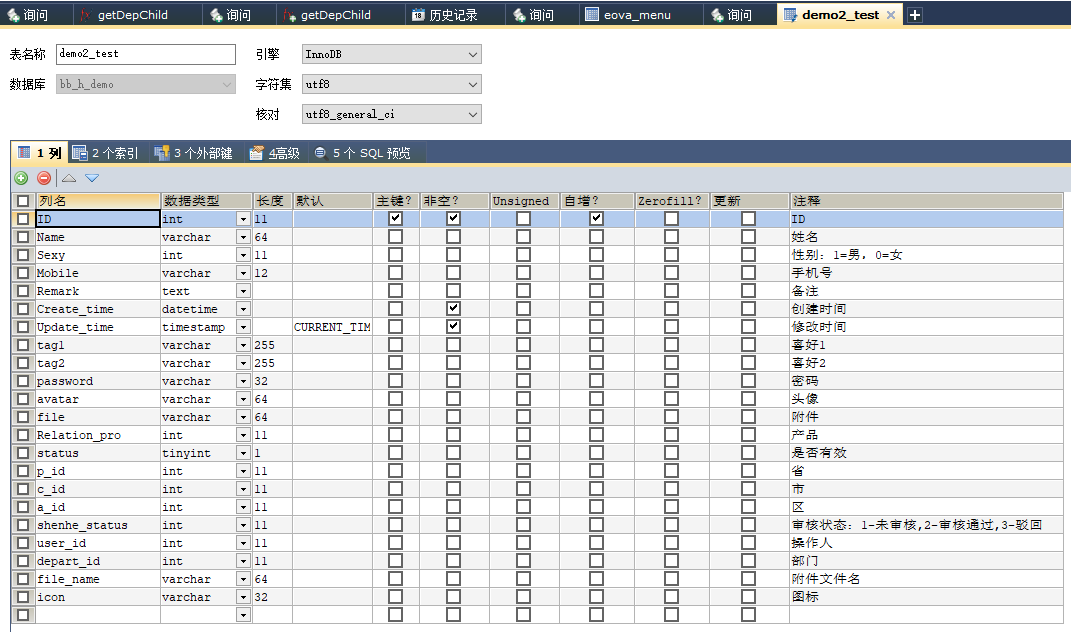 询问 getDepChild 询问 getDepChild 历史记录 询问 eova_menu 询问 demo2_test
表名称 demo2_test 引擎 InnoDB
数据库 bb_h_demo 字符集 utf8
核对 utf8_general_ci
1 列 2 个索引 3 个外部键 4高级 5 个 SQL 预览
列名 数据类型 长度 默认 主键? 非空? Unsigned 自增? Zerofill? 更新 注释
ID int 11 ID
Name varchar 64 姓名
Sexy int 11 性别: 1=男, 0=女
Mobile varchar 12 手机号
Remark text 备注
Create_time datetime 创建时间
Update_time timestamp CURRENT_TIM 修改时间
tag1 varchar 255 喜好1
tag2 varchar 255 喜好2
password varchar 32 密码
avatar varchar 64 头像
file varchar 64 附件
Relation_pro int 11 产品
status tinyint 1 是否有效
p_id int 11 省
c_id int 11 市
a_id int 11 区
shenhe_status int 11 审核状态: 1-未审核,2-审核通过,3-驳回
user_id int 11 操作人
depart_id int 11 部门
file_name varchar 64 附件文件名
icon varchar 32 图标